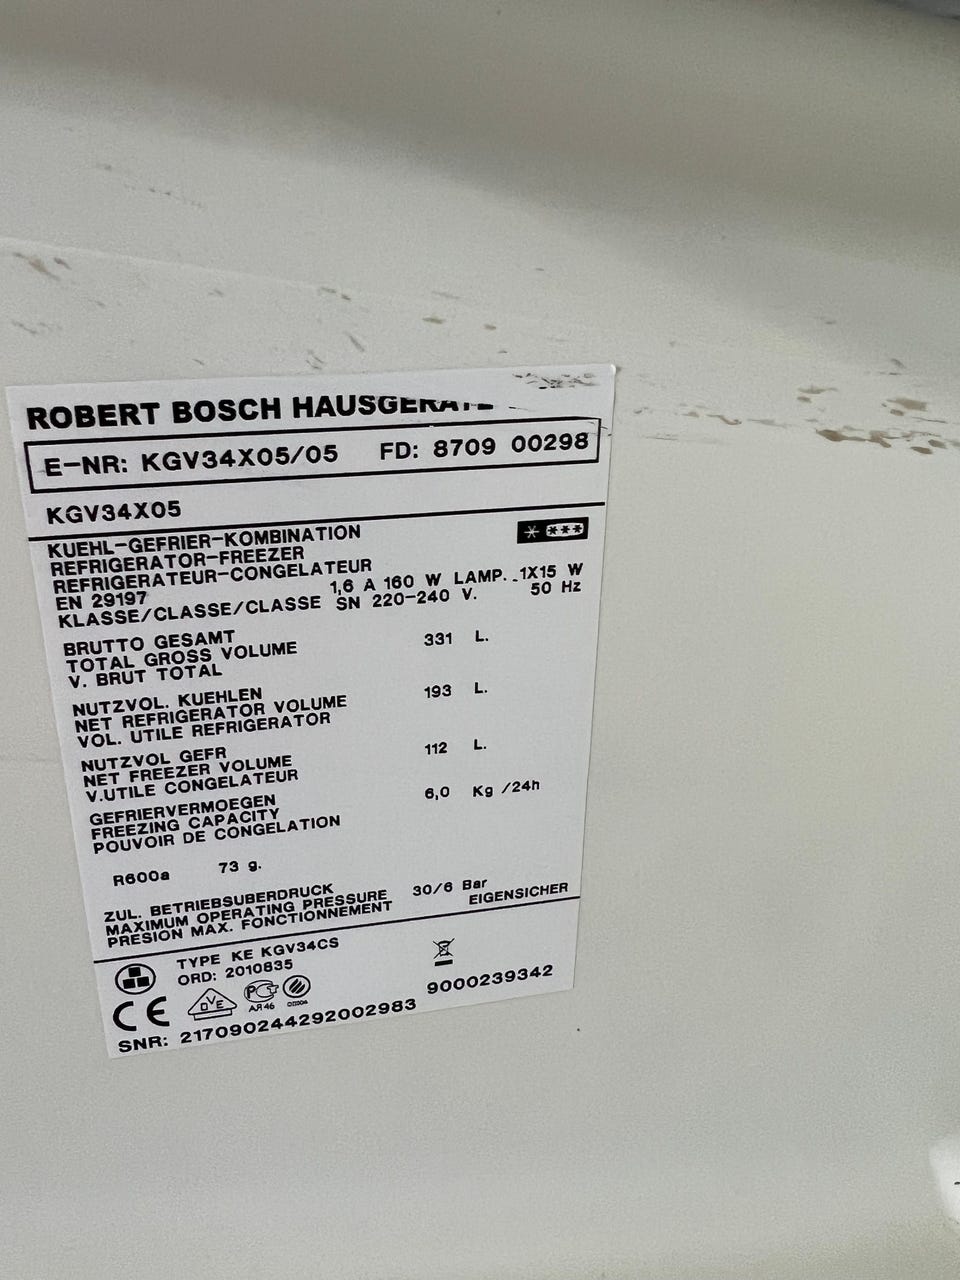 ROBERT BOSCH
E-NR: KGV34X05/05 FD: 8709 00298
KGV34X05
KUEHL-GEFRIER-KOMBINATION
REFRIGERATOR-FREEZER
REFRIGERATEUR-CONGELATEUR
EN 29197 1,6 A 160 W LAMP. 1X15 W
KLASSE/CLASSE/CLASSE SN 220-240 V. 50 Hz
BRUTTO GESAMT
TOTAL GROSS VOLUME 331 L.
V. BRUT TOTAL
NUTZVOL. KUEHLEN
NET REFRIGERATOR VOLUME 193 L.
VOL. UTILE REFRIGERATOR
NUTZVOL GEFR
NET FREEZER VOLUME 112 L.
V.UTILE CONGELATEUR
GEFRIERVERMOEGEN
FREEZING CAPACITY 6,0 Kg /24h
POUVOIR DE CONGELATION
R600a 73 g.
ZUL. BETRIEBSUBERDRUCK
MAXIMUM OPERATING PRESSURE 30/6 Bar
PRESION MAX. FONCTIONNEMENT EIGENSICHER
TYPE KE KGV34CS
ORD: 2010835
CE DVE PCT
АЯ46
9000239342
SNR: 217090244292002983